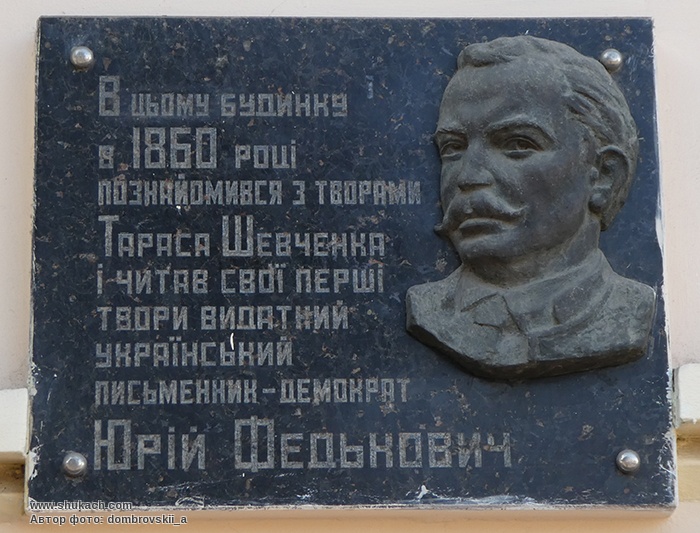 В цьому будинку
в 1860 році
познайомився з творами
Тараса Шевченка
і читав свої перші
твори видатний
український
письменник-демократ
Юрій Федькович
www.shukach.com
Автор фото: dombrovskii_a